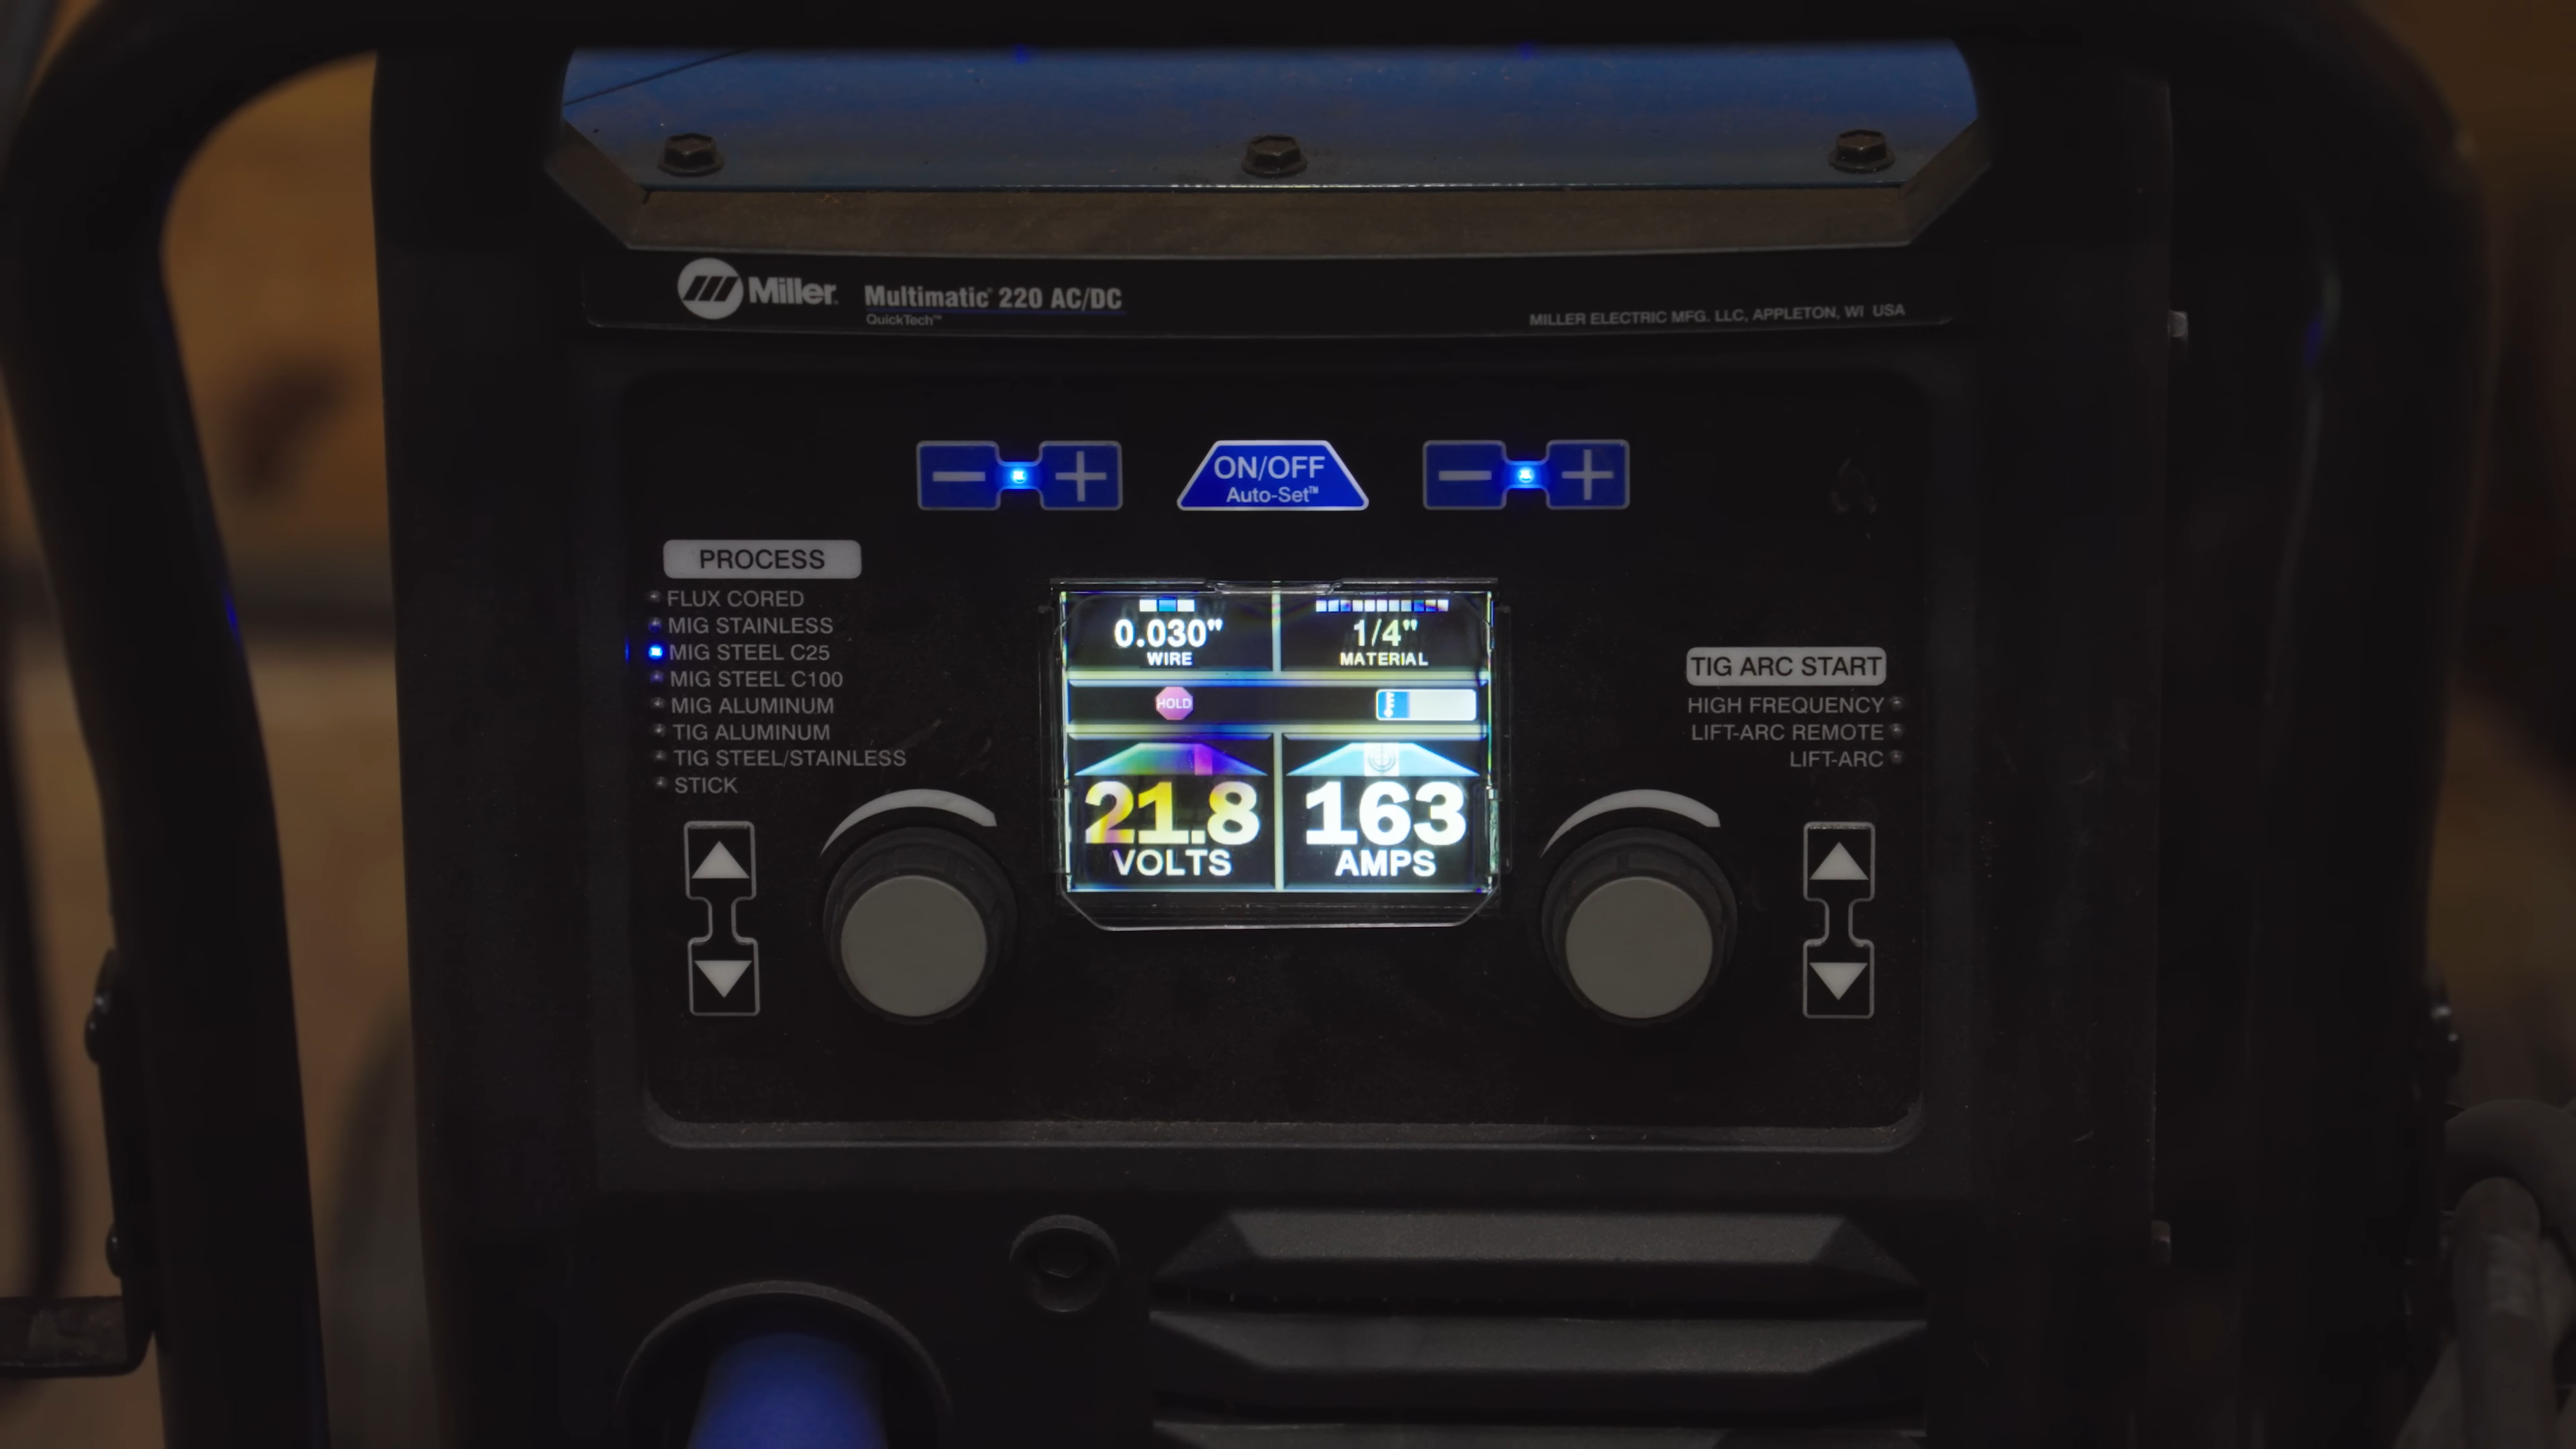 Miller® Multimatic® 220 AC/DC
QuickTech™
MILLER ELECTRIC MFG. LLC, APPLETON, WI USA
ON/OFF
Auto-Set™
PROCESS
FLUX CORED
MIG STAINLESS
MIG STEEL C25
MIG STEEL C100
MIG ALUMINUM
TIG ALUMINUM
TIG STEEL/STAINLESS
STICK
0.030"
WIRE
1/4"
MATERIAL
HOLD
21.8
VOLTS
163
AMPS
TIG ARC START
HIGH FREQUENCY
LIFT-ARC REMOTE
LIFT-ARC